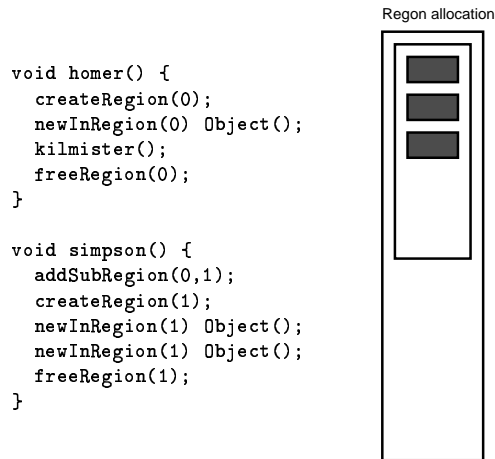 Regon allocation
void homer() {
  createRegion(0);
  newInRegion(0) Object();
  kilmister();
  freeRegion(0);
}
void simpson() {
  addSubRegion(0,1);
  createRegion(1);
  newInRegion(1) Object();
  newInRegion(1) Object();
  freeRegion(1);
}